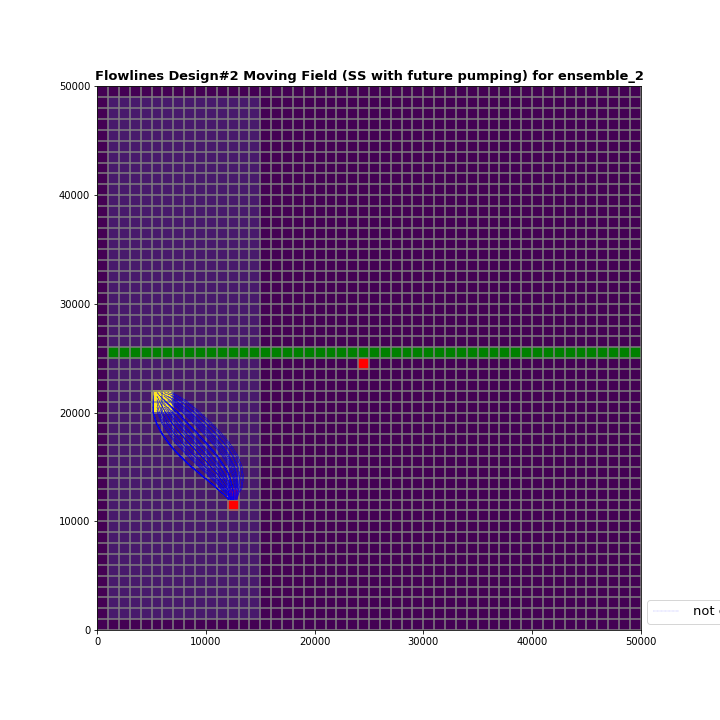 Flowlines Design#2 Moving Field (SS with future pumping) for ensemble_2
50000
40000
30000
20000
10000
0
0 10000 20000 30000 40000 50000
not